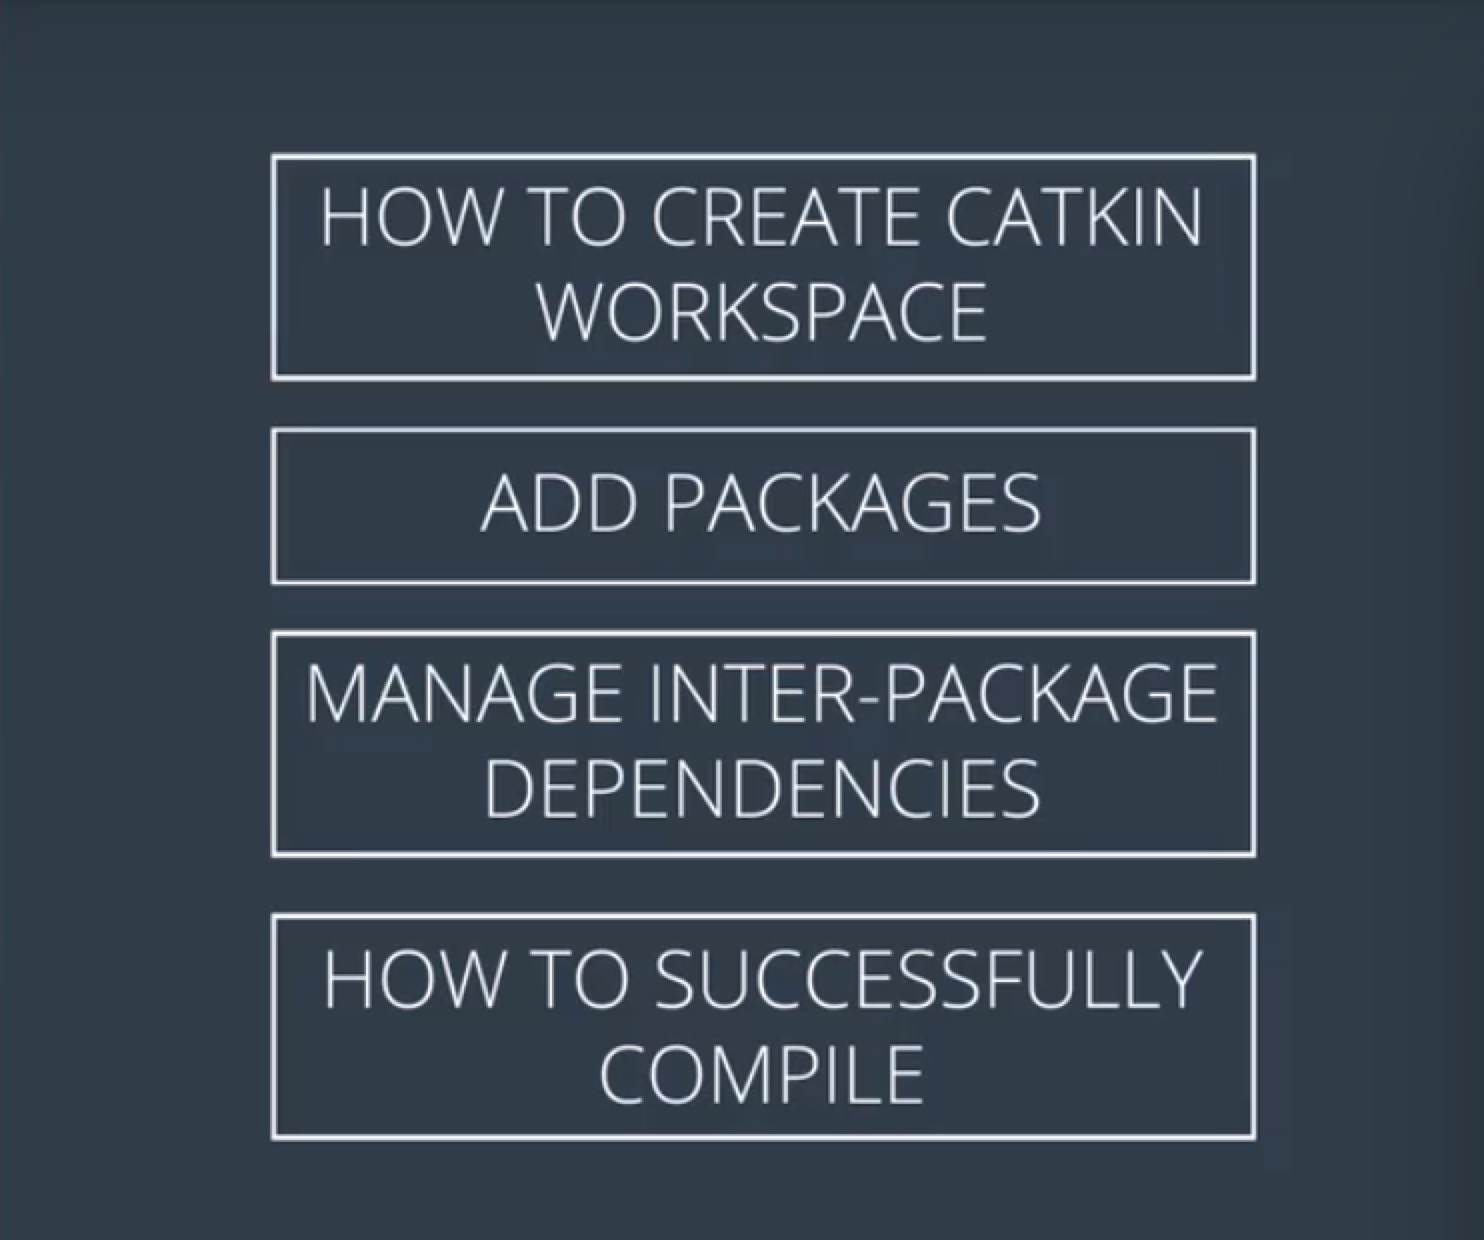 HOW TO CREATE CATKIN
WORKSPACE
ADD PACKAGES
MANAGE INTER-PACKAGE
DEPENDENCIES
HOW TO SUCCESSFULLY
COMPILE